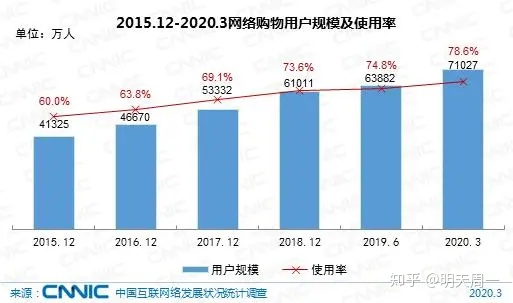 2015.12-2020.3网络购物用户规模及使用率
单位：万人
60.0% 63.8% 69.1% 73.6% 74.8% 78.6%
41325 46670 53332 61011 63882 71027
2015.12 2016.12 2017.12 2018.12 2019.6 2020.3
用户规模 使用率
知乎 @明天周一
来源：CNNIC 中国互联网络发展状况统计调查 2020.3